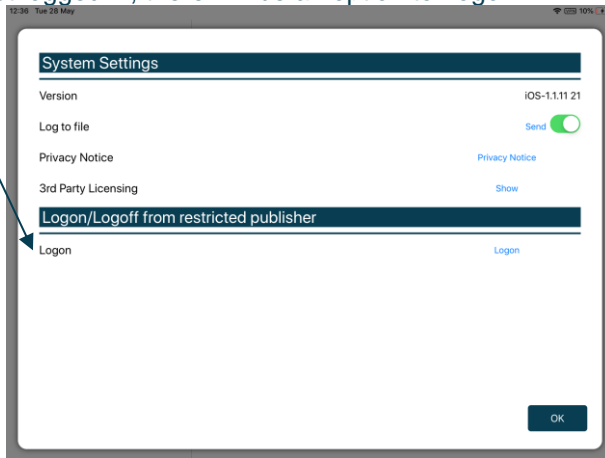 12:36 Tue 28 May 10%
System Settings
Version iOS-1.1.11 21
Log to file Send
Privacy Notice Privacy Notice
3rd Party Licensing Show
Logon/Logoff from restricted publisher
Logon Logon
OK